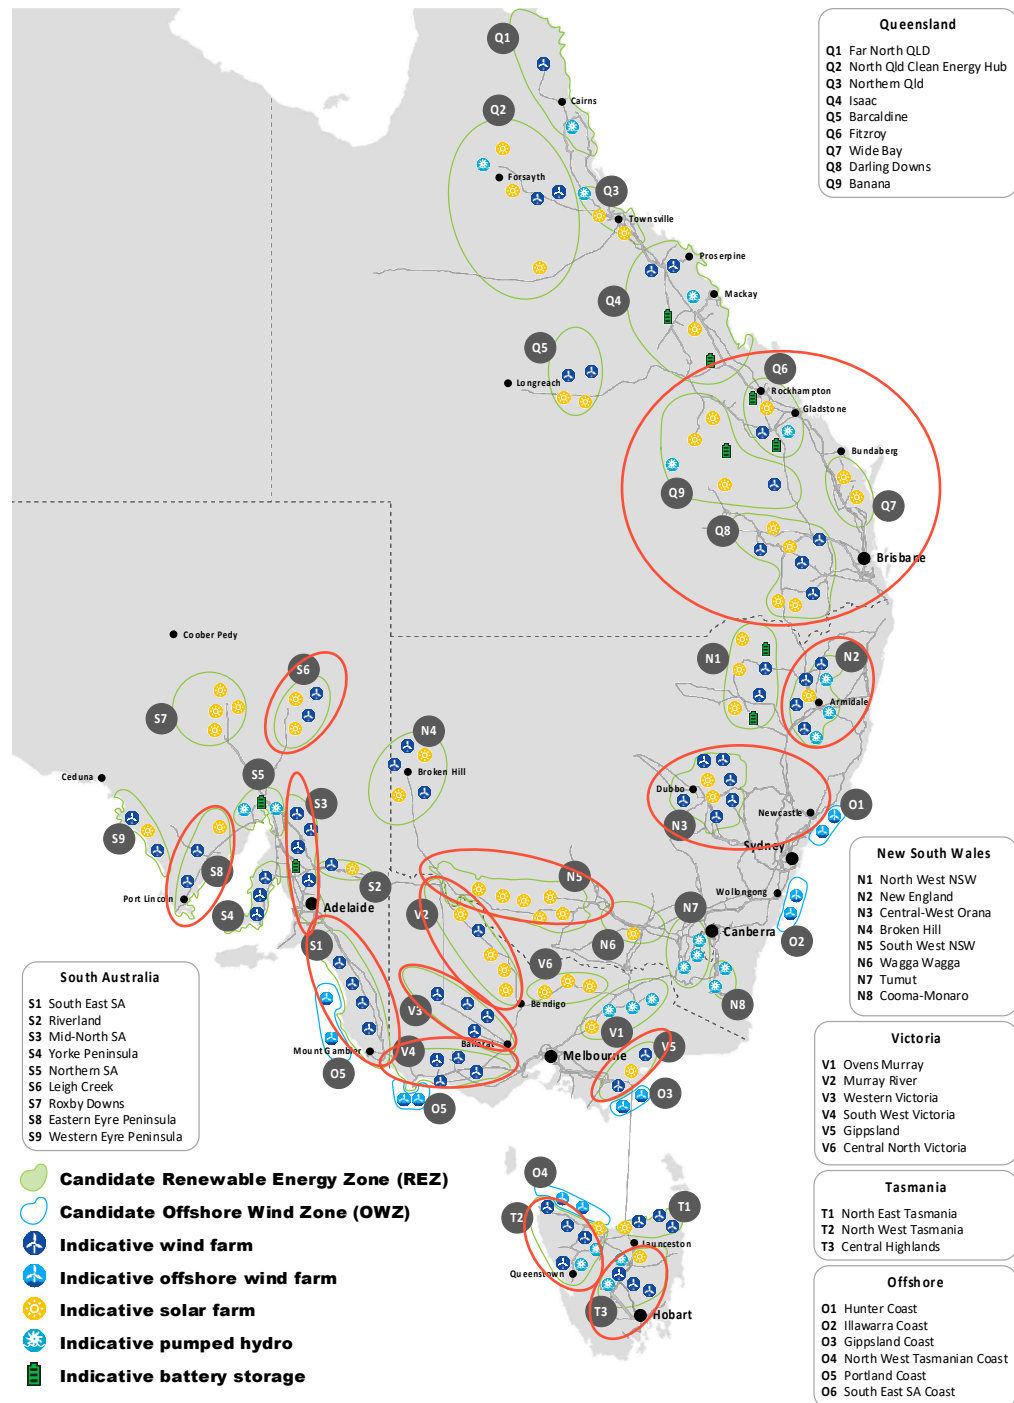 Queensland
Q1 Far North QLD
Q2 North Qld Clean Energy Hub
Q3 Northern Qld
Q4 Isaac
Q5 Barcaldine
Q6 Fitzroy
Q7 Wide Bay
Q8 Darling Downs
Q9 Banana
Q1
Cairns
Q2
Forsayth
Q3
Townsville
Proserpine
Mackay
Q4
Q5
Longreach
Q6
Rockhampton
Gladstone
Bundaberg
Q9
Q7
Q8
Brisbane
Coober Pedy
S6
S7
N1
N2
Armidale
N4
Broken Hill
Ceduna
S5
S3
Dubbo
N3
Newcastle
O1
Sydney
S9
S8
Port Lincoln
S4
S2
Adelaide
N5
V2
Wollongong
N7
Canberra
O2
S1
N6
V6
Bendigo
N8
V3
V1
Ballarat
Mount Gambier
V4
Melbourne
V5
O5
O5
O3
New South Wales
N1 North West NSW
N2 New England
N3 Central-West Orana
N4 Broken Hill
N5 South West NSW
N6 Wagga Wagga
N7 Tumut
N8 Cooma-Monaro
South Australia
S1 South East SA
S2 Riverland
S3 Mid-North SA
S4 Yorke Peninsula
S5 Northern SA
S6 Leigh Creek
S7 Roxby Downs
S8 Eastern Eyre Peninsula
S9 Western Eyre Peninsula
Victoria
V1 Ovens Murray
V2 Murray River
V3 Western Victoria
V4 South West Victoria
V5 Gippsland
V6 Central North Victoria
O4
T2
T1
Launceston
Queenstown
T3
Hobart
Tasmania
T1 North East Tasmania
T2 North West Tasmania
T3 Central Highlands
Offshore
O1 Hunter Coast
O2 Illawarra Coast
O3 Gippsland Coast
O4 North West Tasmanian Coast
O5 Portland Coast
O6 South East SA Coast
Candidate Renewable Energy Zone (REZ)
Candidate Offshore Wind Zone (OWZ)
Indicative wind farm
Indicative offshore wind farm
Indicative solar farm
Indicative pumped hydro
Indicative battery storage